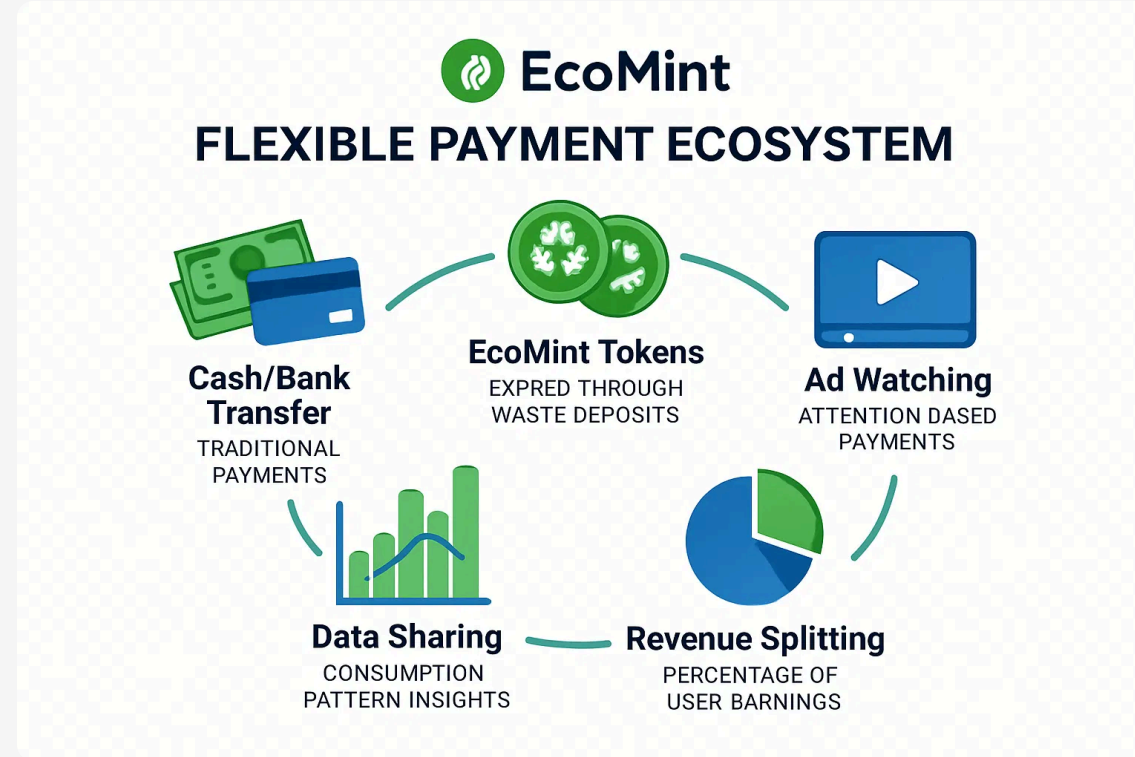 EcoMint
FLEXIBLE PAYMENT ECOSYSTEM
Cash/Bank
Transfer
TRADITIONAL
PAYMENTS
EcoMint Tokens
EXPRED THROUGH
WASTE DEPOSITS
Ad Watching
ATTENTION DASED
PAYMENTS
Data Sharing
CONSUMPTION
PATTERN INSIGHTS
Revenue Splitting
PERCENTAGE OF
USER BARNINGS